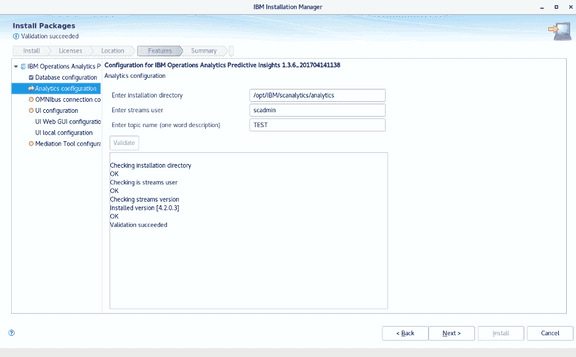 IBM Installation Manager
Install Packages
Validation succeeded
Install
Licenses
Location
Features
Summary
IBM Operations Analytics P
Database configuration
Analytics configuration
OMNIbus connection co
UI configuration
UI Web GUI configuratio
UI local configuration
Mediation Tool configura
Configuration for IBM Operations Analytics Predictive Insights 1.3.6., 201704141138
Analytics configuration
Enter installation directory
/opt/IBM/scanalytics/analytics
Enter streams user
scadmin
Enter topic name (one word description)
TEST
Validate
Checking installation directory
OK
Checking is streams user
OK
Checking streams version
Installed version [4.2.0.3]
OK
Validation succeeded
< Back
Next >
Install
Cancel